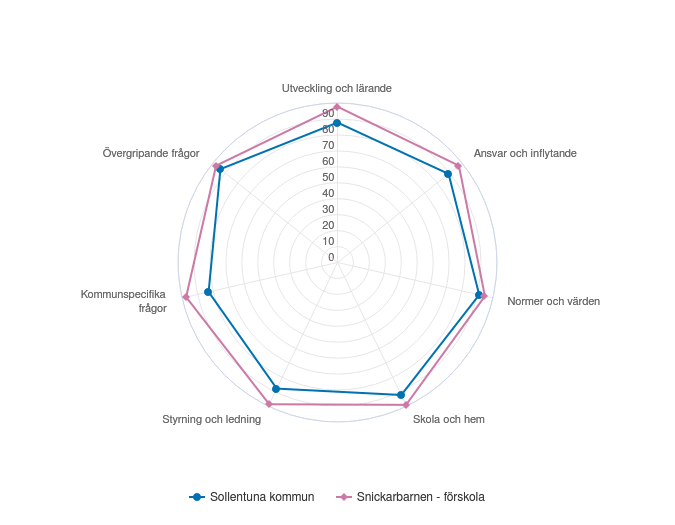 Utveckling och lärande
Övergripande frågor
Ansvar och inflytande
90
80
70
60
50
40
30
20
10
0
Kommunspecifika
frågor
Normer och värden
Styrning och ledning
Skola och hem
Sollentuna kommun
Snickarbarnen - förskola